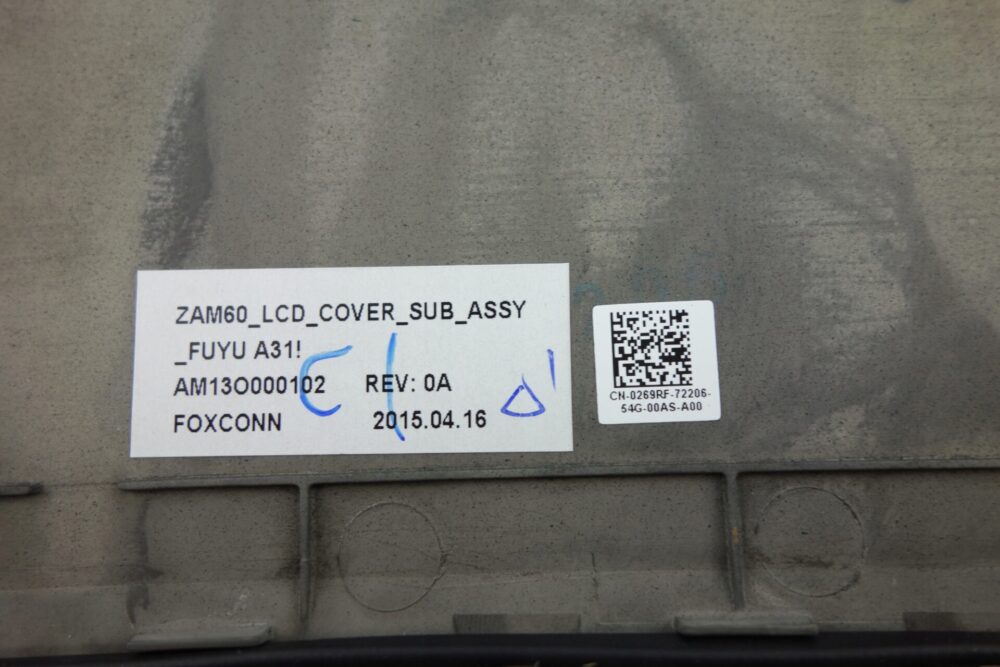 ZAM60_LCD_COVER_SUB_ASSY
_FUYU A31!
AM13O000102 REV: 0A
FOXCONN 2015.04.16
CN-0269RF-72206-
54G-00AS-A00